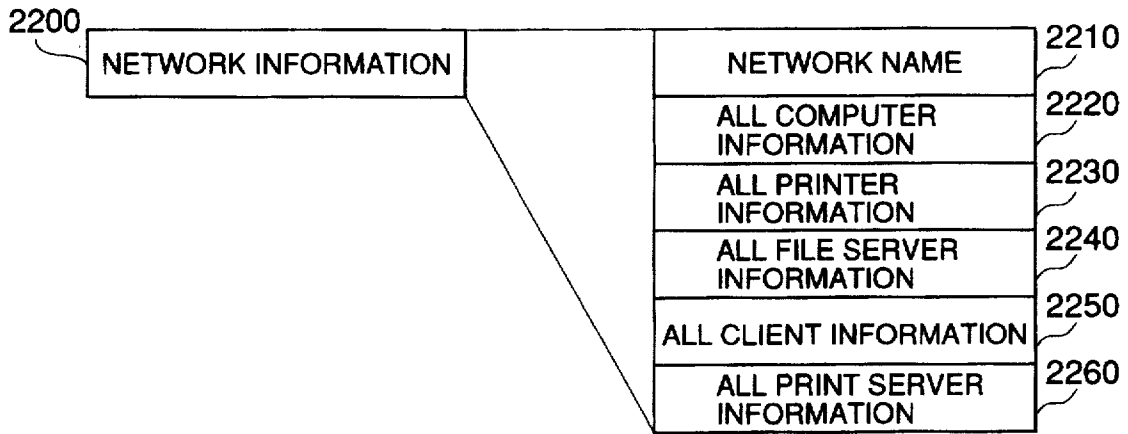 2200
NETWORK INFORMATION
2210
NETWORK NAME
2220
ALL COMPUTER
INFORMATION
2230
ALL PRINTER
INFORMATION
2240
ALL FILE SERVER
INFORMATION
2250
ALL CLIENT INFORMATION
2260
ALL PRINT SERVER
INFORMATION